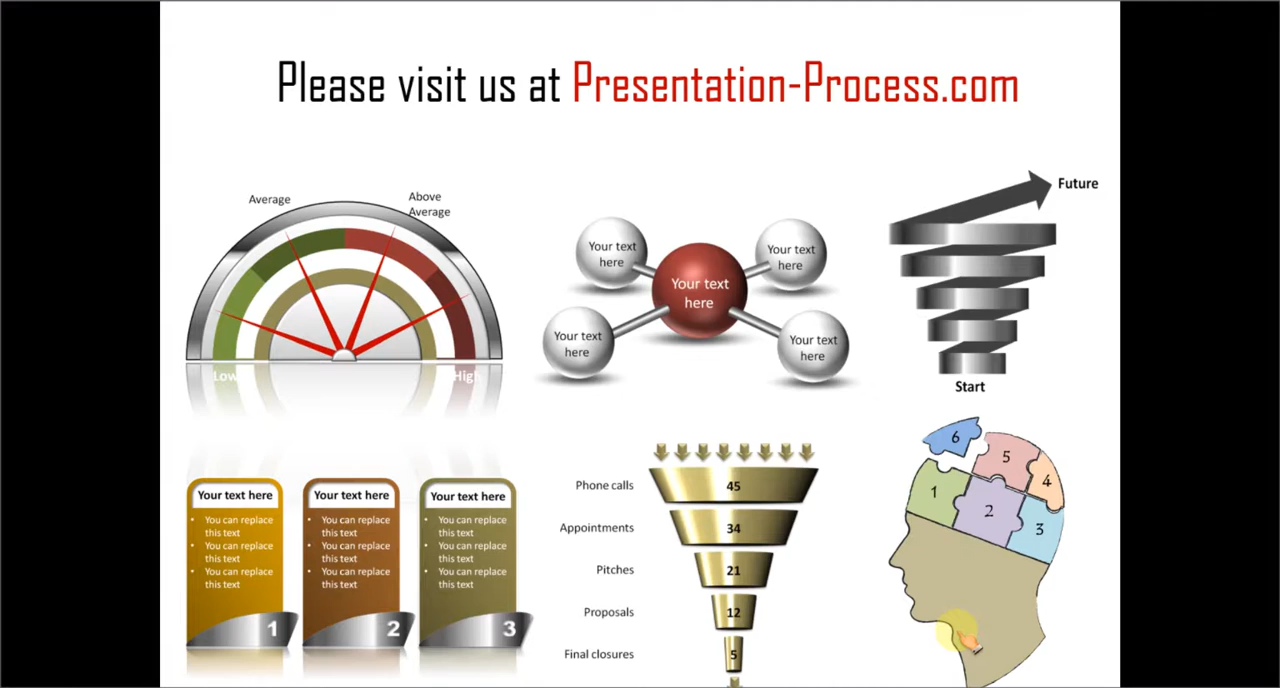 Please visit us at Presentation-Process.com
Average
Above
Average
Low
High
Your text
here
Your text
here
Your text
here
Your text
here
Your text
here
Future
Start
Your text here
• You can replace
this text
• You can replace
this text
• You can replace
this text
1
Your text here
• You can replace
this text
• You can replace
this text
• You can replace
this text
2
Your text here
• You can replace
this text
• You can replace
this text
• You can replace
this text
3
Phone calls 45
Appointments 34
Pitches 21
Proposals 12
Final closures 5
6
5
4
1
2
3